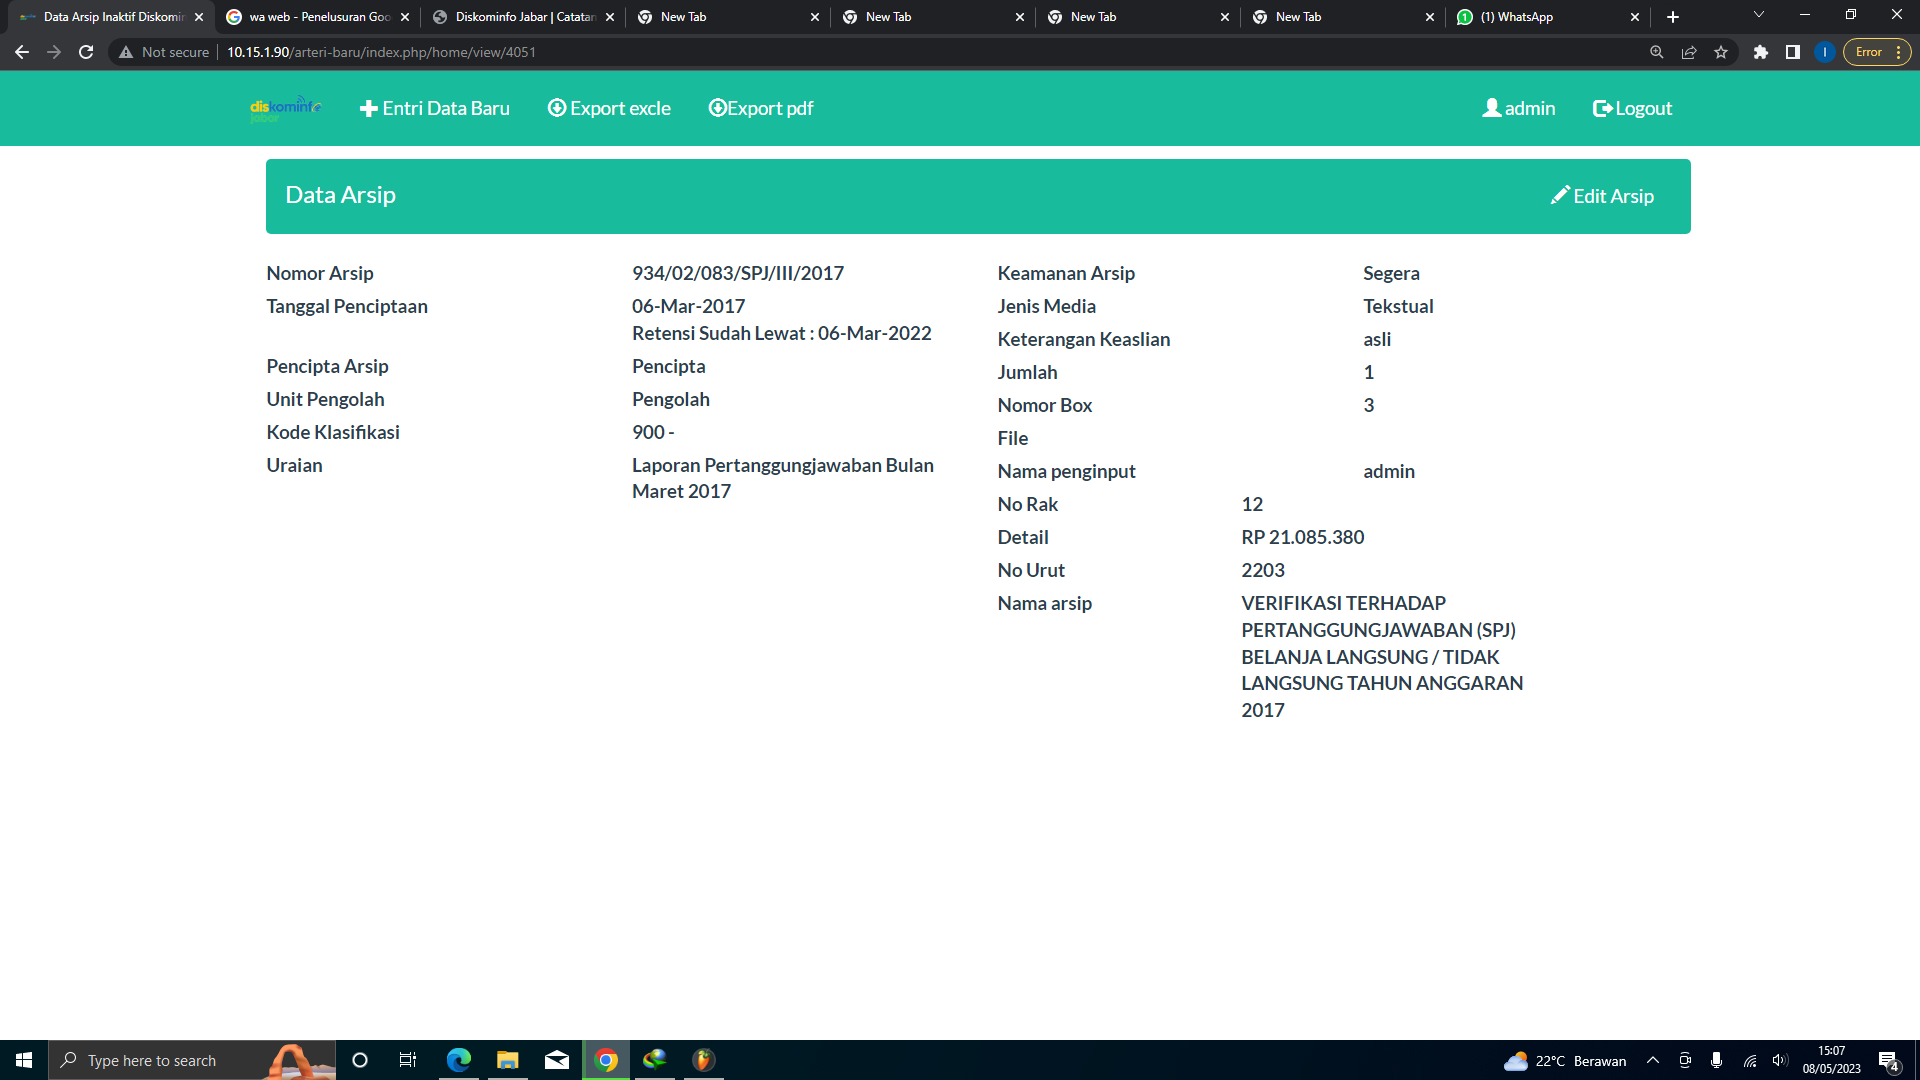 Data Arsip Inaktif Diskomin
wa web - Penelusuran Goo
Diskominfo Jabar | Catatan
New Tab
New Tab
New Tab
New Tab
(1) WhatsApp
Not secure
10.15.1.90/arteri-baru/index.php/home/view/4051
I
Error
diskominfo
jabar
Entri Data Baru
Export excle
Export pdf
admin
Logout
Data Arsip
Edit Arsip
Nomor Arsip
934/02/083/SPJ/III/2017
Tanggal Penciptaan
06-Mar-2017
Retensi Sudah Lewat : 06-Mar-2022
Pencipta Arsip
Pencipta
Unit Pengolah
Pengolah
Kode Klasifikasi
900 -
Uraian
Laporan Pertanggungjawaban Bulan
Maret 2017
Keamanan Arsip
Segera
Jenis Media
Tekstual
Keterangan Keaslian
asli
Jumlah
1
Nomor Box
3
File
Nama penginput
admin
No Rak
12
Detail
RP 21.085.380
No Urut
2203
Nama arsip
VERIFIKASI TERHADAP
PERTANGGUNGJAWABAN (SPJ)
BELANJA LANGSUNG / TIDAK
LANGSUNG TAHUN ANGGARAN
2017
Type here to search
22°C Berawan
15:07
08/05/2023
4